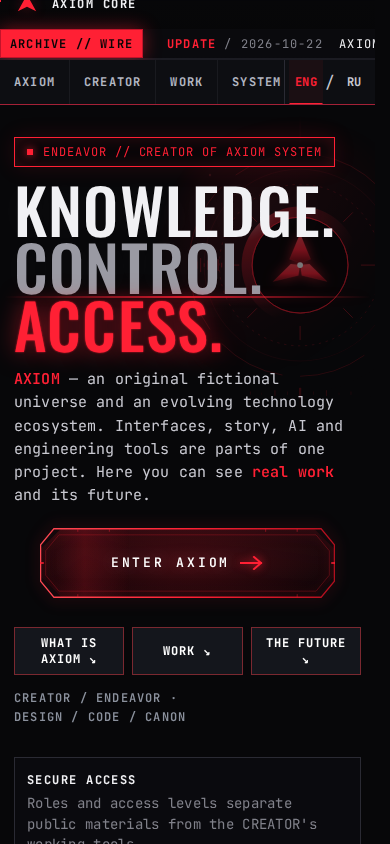 AXIOM CORE
ARCHIVE // WIRE
UPDATE / 2026-10-22 AXIOM
AXIOM CREATOR WORK SYSTEM ENG / RU
ENDEAVOR // CREATOR OF AXIOM SYSTEM
KNOWLEDGE.
CONTROL.
ACCESS.
AXIOM — an original fictional
universe and an evolving technology
ecosystem. Interfaces, story, AI and
engineering tools are parts of one
project. Here you can see real work
and its future.
ENTER AXIOM →
WHAT IS
AXIOM ↘
WORK ↘
THE FUTURE
↘
CREATOR / ENDEAVOR ·
DESIGN / CODE / CANON
SECURE ACCESS
Roles and access levels separate
public materials from the CREATOR's
working tools.